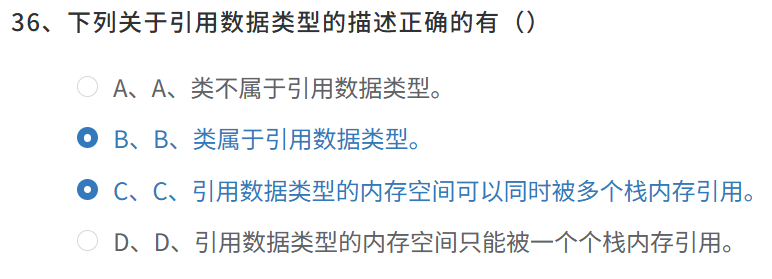 36、下列关于引用数据类型的描述正确的有（）
A、A、类不属于引用数据类型。
B、B、类属于引用数据类型。
C、C、引用数据类型的内存空间可以同时被多个栈内存引用。
D、D、引用数据类型的内存空间只能被一个个栈内存引用。